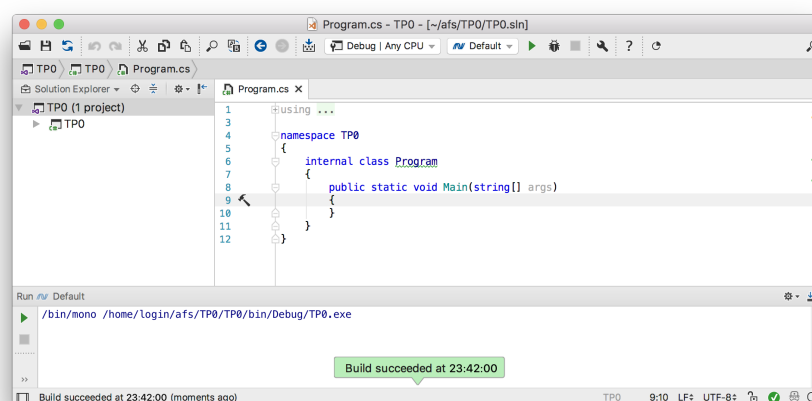 Program.cs - TP0 - [~/afs/TP0/TP0.sln]
Debug | Any CPU
Default
?
TP0
TP0
Program.cs
Solution Explorer
Program.cs
TP0 (1 project)
TP0
1 using ...
3
4 namespace TP0
5 {
6 internal class Program
7 {
8 public static void Main(string[] args)
9 {
10 }
11 }
12 }
Run Default
/bin/mono /home/login/afs/TP0/TP0/bin/Debug/TP0.exe
Build succeeded at 23:42:00
Build succeeded at 23:42:00 (moments ago)
TP0 9:10 LF UTF-8